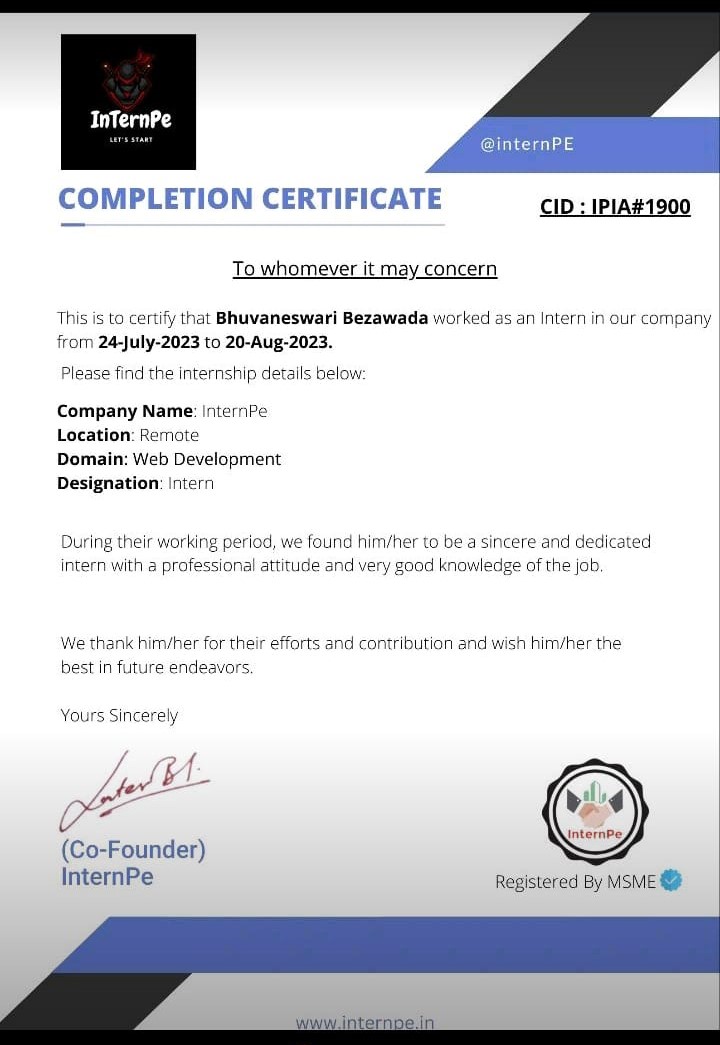 InTernPe
LET'S START
@internPE
COMPLETION CERTIFICATE
CID : IPIA#1900
To whomever it may concern
This is to certify that Bhuvaneswari Bezawada worked as an Intern in our company
from 24-July-2023 to 20-Aug-2023.
Please find the internship details below:
Company Name: InternPe
Location: Remote
Domain: Web Development
Designation: Intern
During their working period, we found him/her to be a sincere and dedicated
intern with a professional attitude and very good knowledge of the job.
We thank him/her for their efforts and contribution and wish him/her the
best in future endeavors.
Yours Sincerely
(Co-Founder)
InternPe
InternPe
Registered By MSME
www.internpe.in